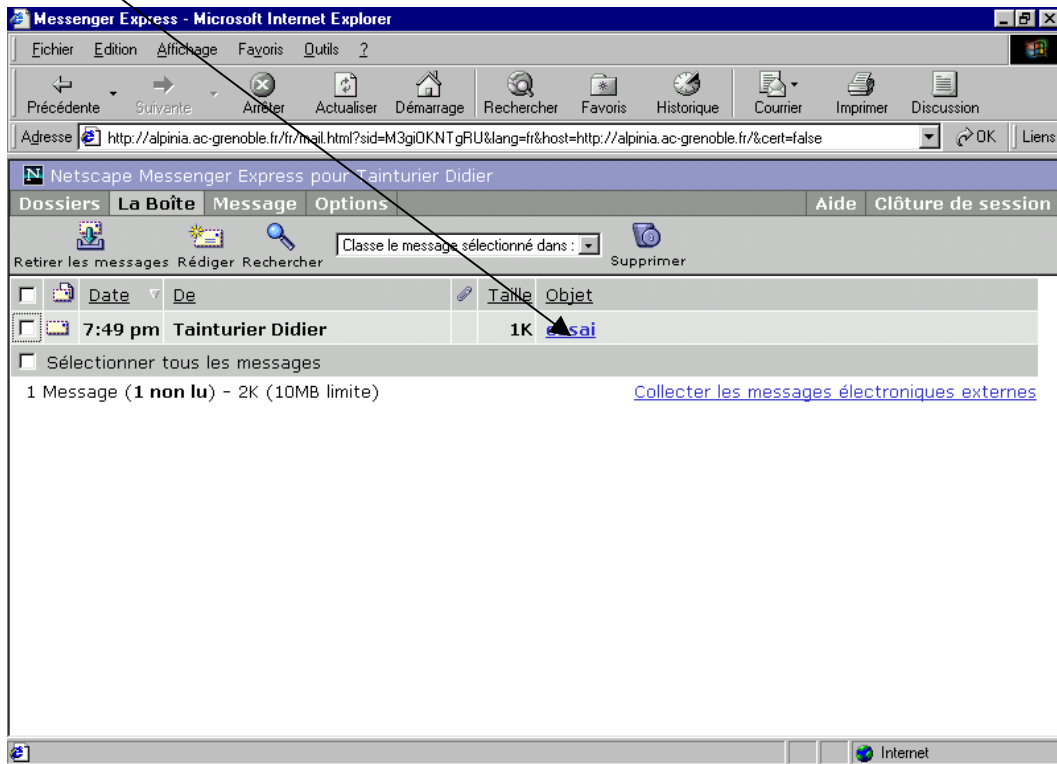 Messenger Express - Microsoft Internet Explorer
Fichier Edition Affichage Favoris Outils ?
Précédente Suivante Arrêter Actualiser Démarrage Rechercher Favoris Historique Courrier Imprimer Discussion
Adresse http://alpinia.ac-grenoble.fr/fr/mail.html?sid=M3giOKNTgRU&lang=fr&host=http://alpinia.ac-grenoble.fr/&cert=false OK Liens
N Netscape Messenger Express pour Tainturier Didier
Dossiers La Boîte Message Options Aide Clôture de session
Classe le message sélectionné dans :
Retirer les messages Rédiger Rechercher Supprimer
Date De Taille Objet
7:49 pm Tainturier Didier 1K essai
Sélectionner tous les messages
1 Message (1 non lu) - 2K (10MB limite) Collecter les messages électroniques externes
Internet